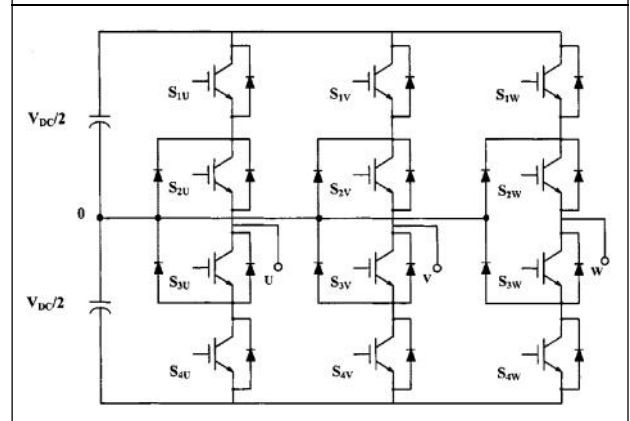 S1U
S1V
S1W
VDC/2
S2U
S2V
S2W
0
U
V
W
S3U
S3V
S3W
VDC/2
S4U
S4V
S4W